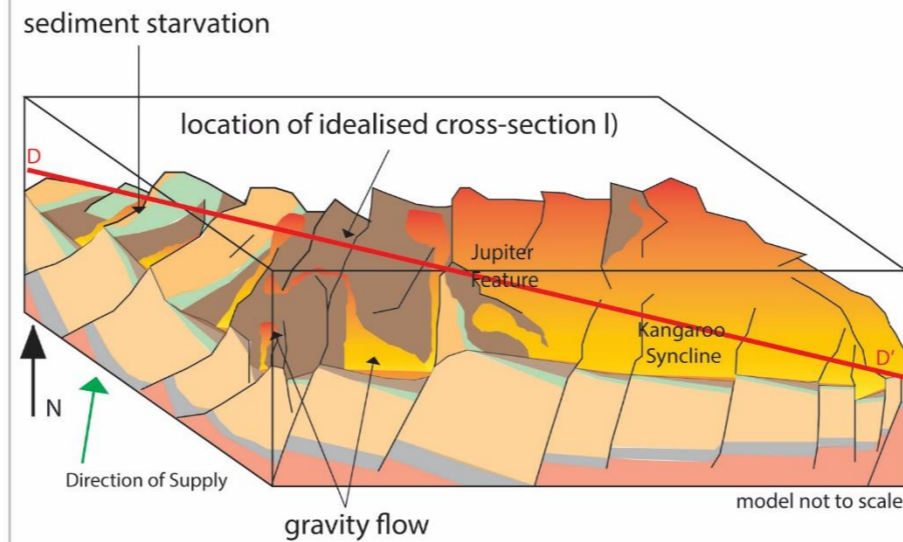 sediment starvation
location of idealised cross-section l)
D
Jupiter
Feature
Kangaroo
Syncline
D'
N
Direction of Supply
model not to scale
gravity flow